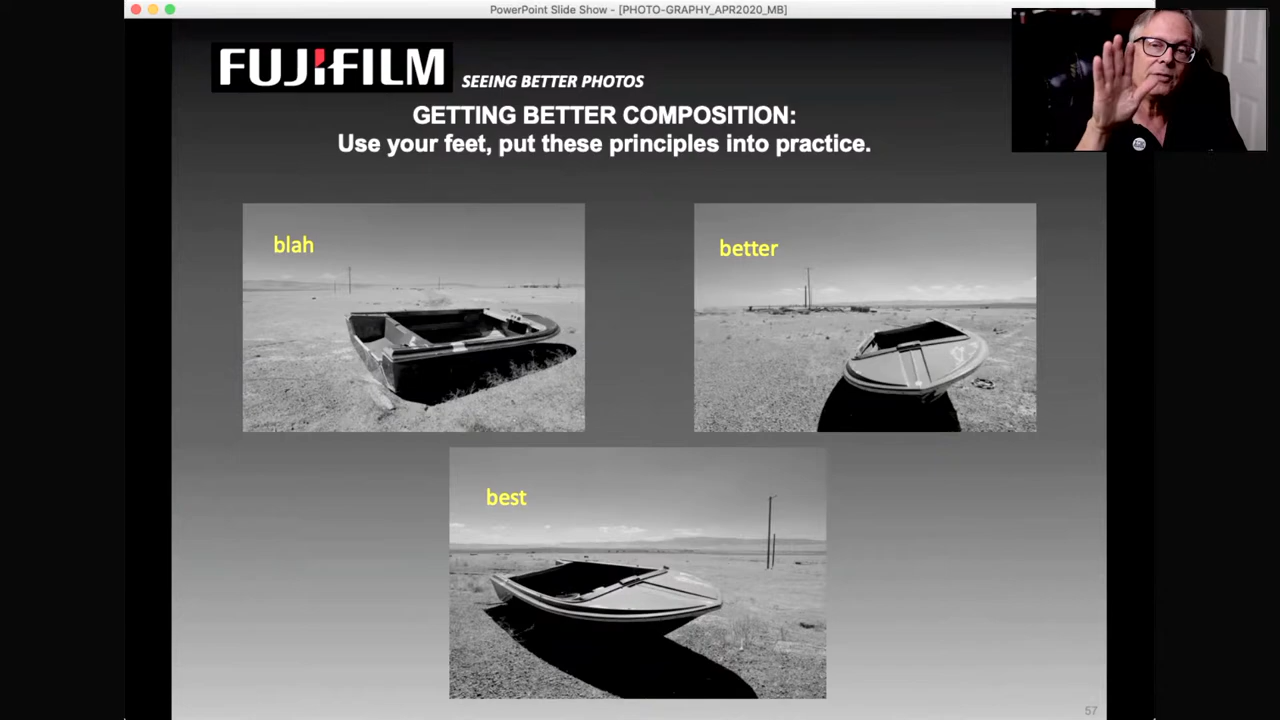 PowerPoint Slide Show - [PHOTO-GRAPHY_APR2020_MB]
FUJIFILM SEEING BETTER PHOTOS
GETTING BETTER COMPOSITION:
Use your feet, put these principles into practice.
blah
better
best
57